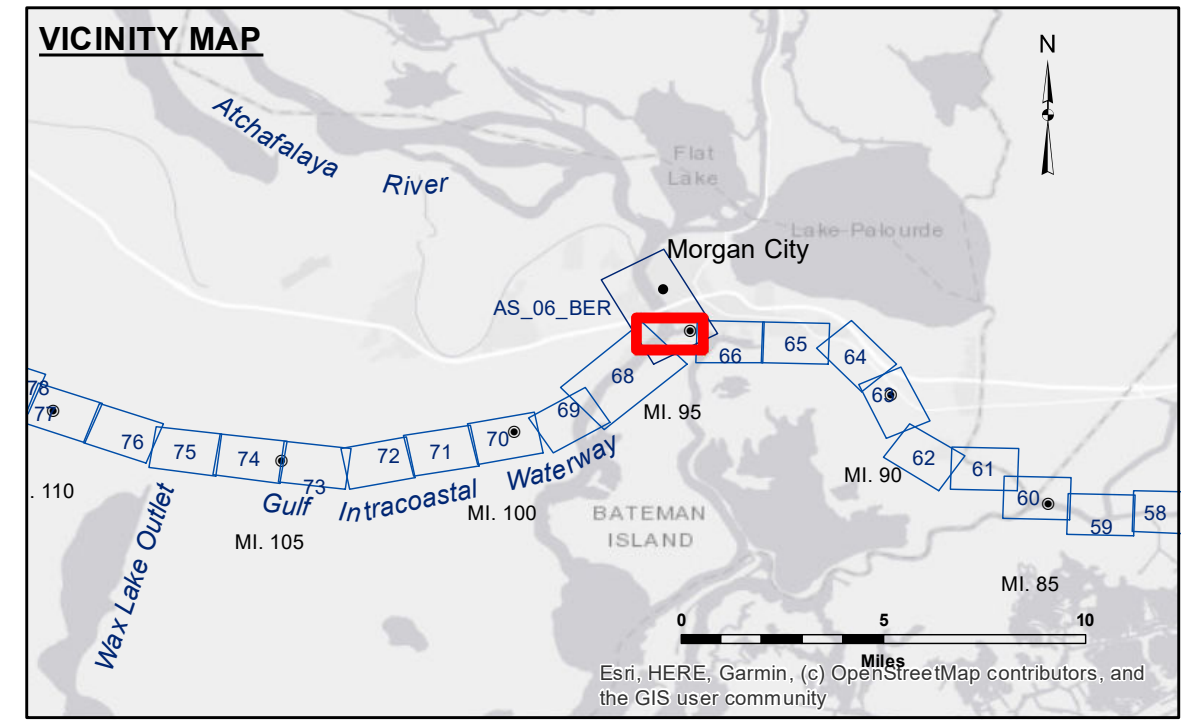 VICINITY MAP
N
Atchafalaya
River
Flat
Lake
Lake Palourde
Morgan City
AS_06_BER
66
65
64
63
68
MI. 95
69
78
77
76
75
74
73
72
71
70
62
61
60
59
58
Waterway
MI. 90
. 110
Gulf
Intracoastal
MI. 100
BATEMAN
ISLAND
MI. 105
Wax Lake Outlet
MI. 85
0 5 10
Miles
Esri, HERE, Garmin, (c) OpenStreetMap contributors, and
the GIS user community